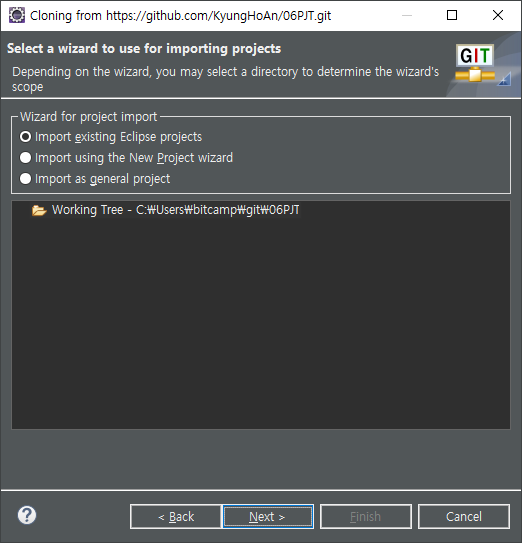 Cloning from https://github.com/KyungHoAn/06PJT.git
Select a wizard to use for importing projects
Depending on the wizard, you may select a directory to determine the wizard's
scope
GIT
Wizard for project import
Import existing Eclipse projects
Import using the New Project wizard
Import as general project
Working Tree - C:₩Users₩bitcamp₩git₩06PJT
?
< Back
Next >
Finish
Cancel